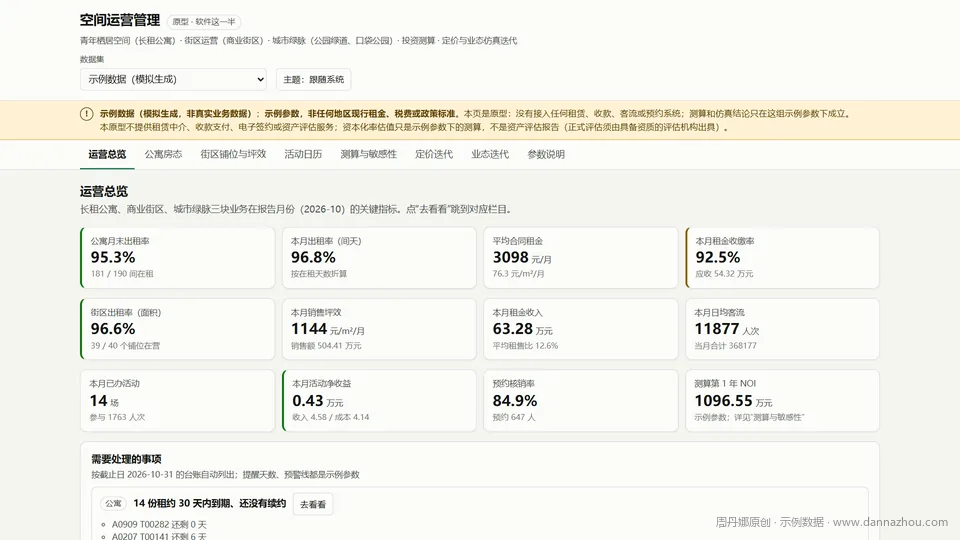 空间运营管理 原型 · 软件这一半
青年栖居空间（长租公寓）· 街区运营（商业街区）· 城市绿脉（公园绿道、口袋公园）· 投资测算 · 定价与业态仿真迭代
数据集
示例数据（模拟生成） 主题：跟随系统
示例数据（模拟生成，非真实业务数据）；示例参数，非任何地区现行租金、税费或政策标准。本页是原型：没有接入任何租赁、收款、客流或预约系统；测算和仿真结论只在这组示例参数下成立。
本原型不提供租赁中介、收款支付、电子签约或资产评估服务；资本化率估值只是示例参数下的测算，不是资产评估报告（正式评估须由具备资质的评估机构出具）。
运营总览 公寓房态 街区铺位与坪效 活动日历 测算与敏感性 定价迭代 业态迭代 参数说明
运营总览
长租公寓、商业街区、城市绿脉三块业务在报告月份（2026-10）的关键指标。点“去看看”跳到对应栏目。
公寓月末出租率 本月出租率（间天） 平均合同租金 本月租金收缴率
95.3% 96.8% 3098 元/月 92.5%
181 / 190 间在租 按在租天数折算 76.3 元/m²/月 应收 54.32 万元
街区出租率（面积） 本月销售坪效 本月租金收入 本月日均客流
96.6% 1144 元/m²/月 63.28 万元 11877 人次
39 / 40 个铺位在营 销售额 504.41 万元 平均租售比 12.6% 当月合计 368177
本月已办活动 本月活动净收益 预约核销率 测算第 1 年 NOI
14 场 0.43 万元 84.9% 1096.55 万元
参与 1763 人次 收入 4.58 / 成本 4.14 预约 647 人 示例参数；详见“测算与敏感性”
需要处理的事项
按截止日 2026-10-31 的台账自动列出；提醒天数、预警线都是示例参数
公寓 14 份租约 30 天内到期、还没有续约 去看看
A0909 T00282 还剩 0 天
A0207 T00141 还剩 6 天
周丹娜原创 · 示例数据 · www.dannazhou.com